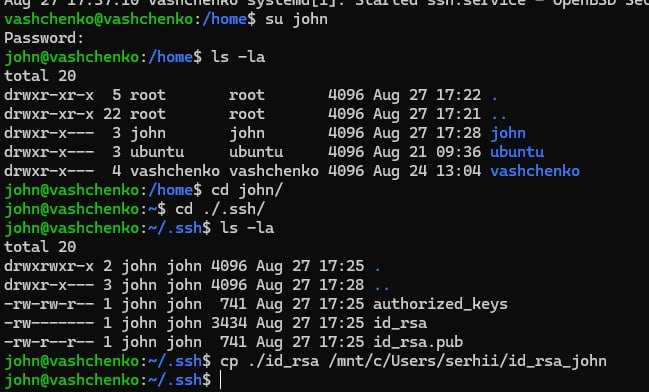 Aug 27 17:37:10 vashchenko systemd[1]: Started ssh.service - OpenBSD Sec
vashchenko@vashchenko:/home$ su john
Password:
john@vashchenko:/home$ ls -la
total 20
drwxr-xr-x  5 root       root       4096 Aug 27 17:22 .
drwxr-xr-x 22 root       root       4096 Aug 27 17:21 ..
drwxr-x---  3 john       john       4096 Aug 27 17:28 john
drwxr-x---  3 ubuntu     ubuntu     4096 Aug 21 09:36 ubuntu
drwxr-x---  4 vashchenko vashchenko 4096 Aug 24 13:04 vashchenko
john@vashchenko:/home$ cd john/
john@vashchenko:~$ cd ./.ssh/
john@vashchenko:~/.ssh$ ls -la
total 20
drwxrwxr-x 2 john john 4096 Aug 27 17:25 .
drwxr-x--- 3 john john 4096 Aug 27 17:28 ..
-rw-rw-r-- 1 john john  741 Aug 27 17:25 authorized_keys
-rw------- 1 john john 3434 Aug 27 17:25 id_rsa
-rw-r--r-- 1 john john  741 Aug 27 17:25 id_rsa.pub
john@vashchenko:~/.ssh$ cp ./id_rsa /mnt/c/Users/serhii/id_rsa_john
john@vashchenko:~/.ssh$